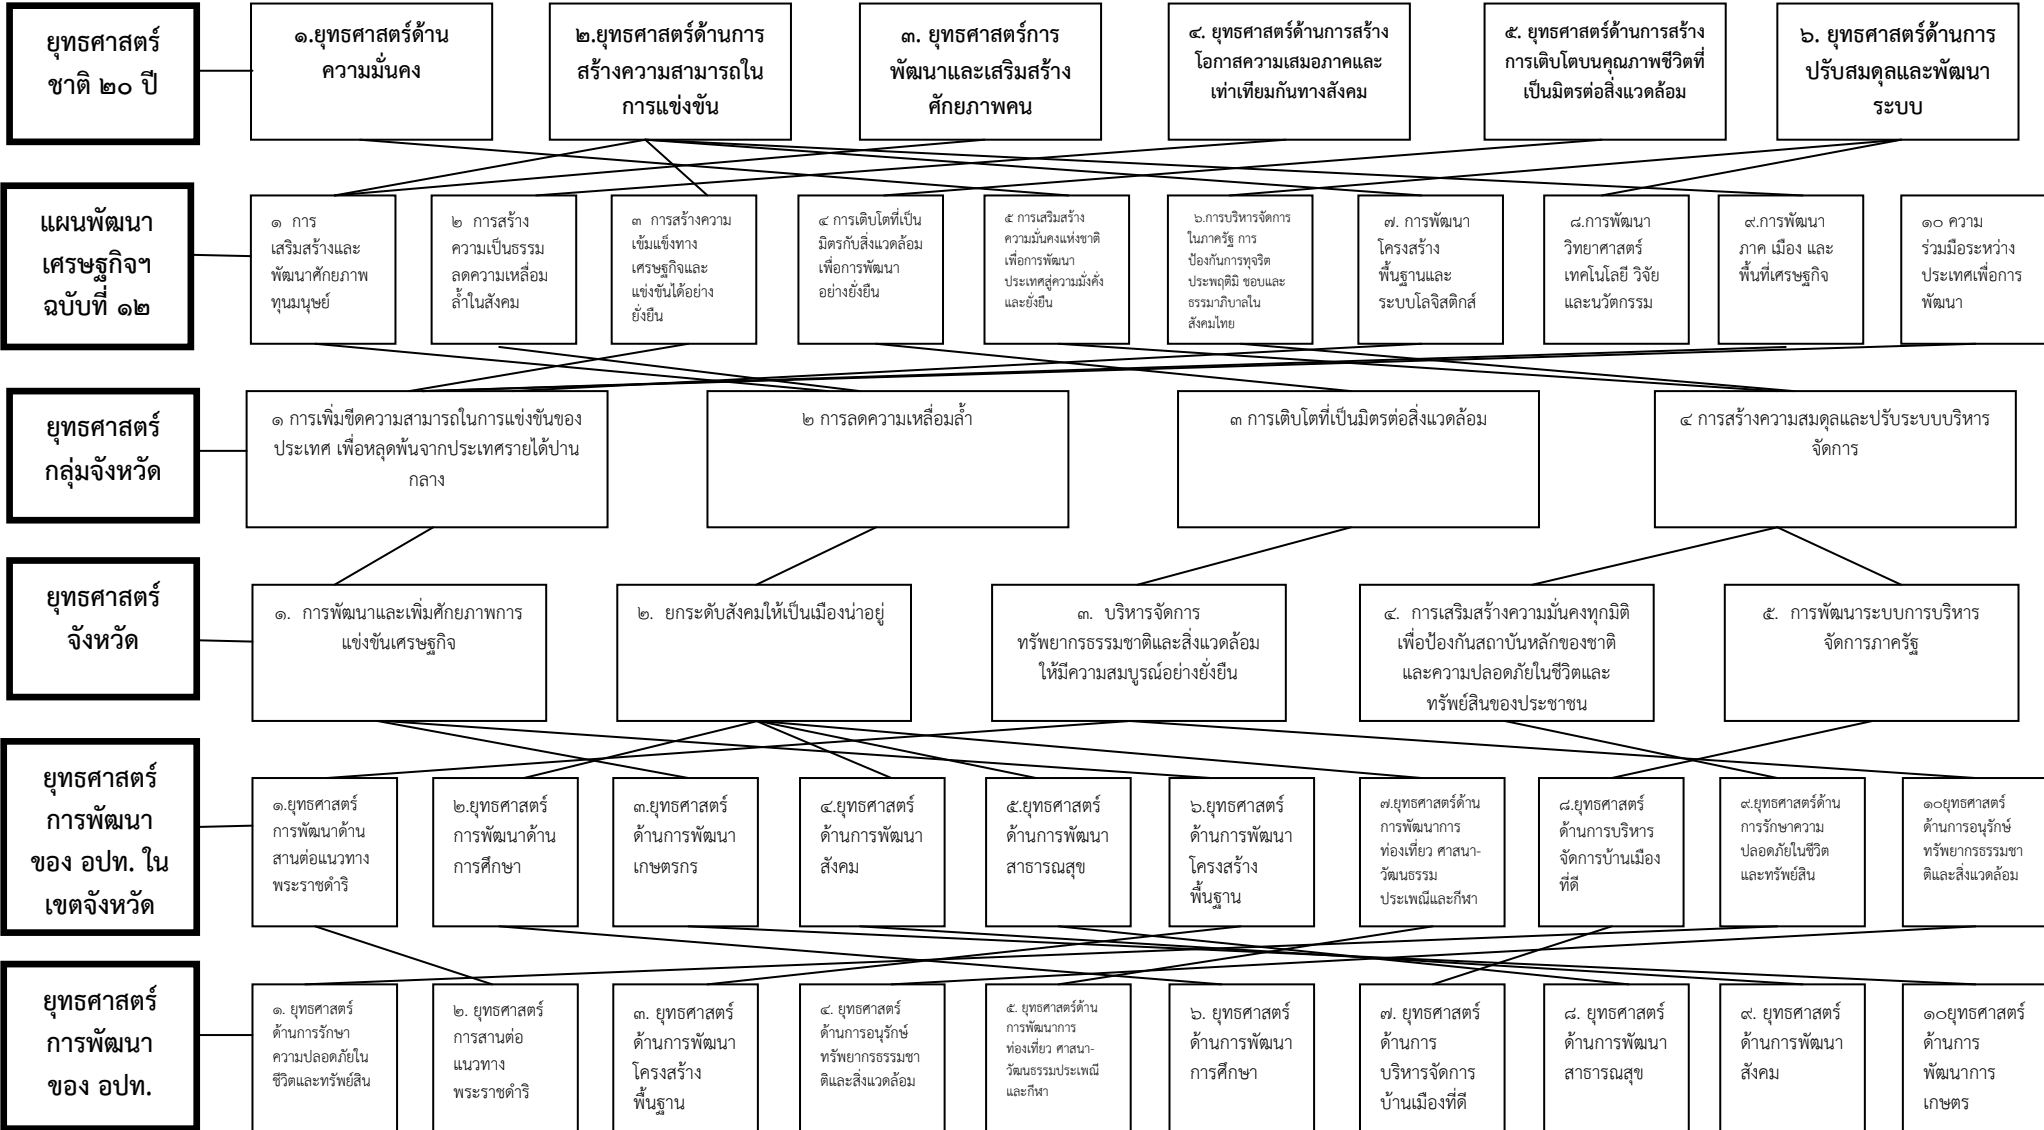 ยุทธศาสตร์
ชาติ ๒๐ ปี
๑.ยุทธศาสตร์ด้าน
ความมั่นคง
๒.ยุทธศาสตร์ด้านการ
สร้างความสามารถใน
การแข่งขัน
๓. ยุทธศาสตร์การ
พัฒนาและเสริมสร้าง
ศักยภาพคน
๔. ยุทธศาสตร์ด้านการสร้าง
โอกาสความเสมอภาคและ
เท่าเทียมกันทางสังคม
๕. ยุทธศาสตร์ด้านการสร้าง
การเติบโตบนคุณภาพชีวิตที่
เป็นมิตรต่อสิ่งแวดล้อม
๖. ยุทธศาสตร์ด้านการ
ปรับสมดุลและพัฒนา
ระบบ
แผนพัฒนา
เศรษฐกิจฯ
ฉบับที่ ๑๒
๑ การ
เสริมสร้างและ
พัฒนาศักยภาพ
ทุนมนุษย์
๒ การสร้าง
ความเป็นธรรม
ลดความเหลื่อม
ล้ำในสังคม
๓ การสร้างความ
เข้มแข็งทาง
เศรษฐกิจและ
แข่งขันได้อย่าง
ยั่งยืน
๔ การเติบโตที่เป็น
มิตรกับสิ่งแวดล้อม
เพื่อการพัฒนา
อย่างยั่งยืน
๕ การเสริมสร้าง
ความมั่นคงแห่งชาติ
เพื่อการพัฒนา
ประเทศสู่ความมั่งคั่ง
และยั่งยืน
๖.การบริหารจัดการ
ในภาครัฐ การ
ป้องกันการทุจริต
ประพฤติมิ ชอบและ
ธรรมาภิบาลใน
สังคมไทย
๗. การพัฒนา
โครงสร้าง
พื้นฐานและ
ระบบโลจิสติกส์
๘.การพัฒนา
วิทยาศาสตร์
เทคโนโลยี วิจัย
และนวัตกรรม
๙.การพัฒนา
ภาค เมือง และ
พื้นที่เศรษฐกิจ
๑๐ ความ
ร่วมมือระหว่าง
ประเทศเพื่อการ
พัฒนา
ยุทธศาสตร์
กลุ่มจังหวัด
๑ การเพิ่มขีดความสามารถในการแข่งขันของ
ประเทศ เพื่อหลุดพ้นจากประเทศรายได้ปาน
กลาง
๒ การลดความเหลื่อมล้ำ
๓ การเติบโตที่เป็นมิตรต่อสิ่งแวดล้อม
๔ การสร้างความสมดุลและปรับระบบบริหาร
จัดการ
ยุทธศาสตร์
จังหวัด
๑. การพัฒนาและเพิ่มศักยภาพการ
แข่งขันเศรษฐกิจ
๒. ยกระดับสังคมให้เป็นเมืองน่าอยู่
๓. บริหารจัดการ
ทรัพยากรธรรมชาติและสิ่งแวดล้อม
ให้มีความสมบูรณ์อย่างยั่งยืน
๔. การเสริมสร้างความมั่นคงทุกมิติ
เพื่อป้องกันสถาบันหลักของชาติ
และความปลอดภัยในชีวิตและ
ทรัพย์สินของประชาชน
๕. การพัฒนาระบบการบริหาร
จัดการภาครัฐ
ยุทธศาสตร์
การพัฒนา
ของ อปท. ใน
เขตจังหวัด
๑.ยุทธศาสตร์
การพัฒนาด้าน
สานต่อแนวทาง
พระราชดำริ
๒.ยุทธศาสตร์
การพัฒนาด้าน
การศึกษา
๓.ยุทธศาสตร์
ด้านการพัฒนา
เกษตรกร
๔.ยุทธศาสตร์
ด้านการพัฒนา
สังคม
๕.ยุทธศาสตร์
ด้านการพัฒนา
สาธารณสุข
๖.ยุทธศาสตร์
ด้านการพัฒนา
โครงสร้าง
พื้นฐาน
๗.ยุทธศาสตร์ด้าน
การพัฒนาการ
ท่องเที่ยว ศาสนา-
วัฒนธรรม
ประเพณีและกีฬา
๘.ยุทธศาสตร์
ด้านการบริหาร
จัดการบ้านเมือง
ที่ดี
๙.ยุทธศาสตร์ด้าน
การรักษาความ
ปลอดภัยในชีวิต
และทรัพย์สิน
๑๐ยุทธศาสตร์
ด้านการอนุรักษ์
ทรัพยากรธรรมชา
ติและสิ่งแวดล้อม
ยุทธศาสตร์
การพัฒนา
ของ อปท.
๑. ยุทธศาสตร์
ด้านการรักษา
ความปลอดภัยใน
ชีวิตและทรัพย์สิน
๒. ยุทธศาสตร์
การสานต่อ
แนวทาง
พระราชดำริ
๓. ยุทธศาสตร์
ด้านการพัฒนา
โครงสร้าง
พื้นฐาน
๔. ยุทธศาสตร์
ด้านการอนุรักษ์
ทรัพยากรธรรมชา
ติและสิ่งแวดล้อม
๕. ยุทธศาสตร์ด้าน
การพัฒนาการ
ท่องเที่ยว ศาสนา-
วัฒนธรรมประเพณี
และกีฬา
๖. ยุทธศาสตร์
ด้านการพัฒนา
การศึกษา
๗. ยุทธศาสตร์
ด้านการ
บริหารจัดการ
บ้านเมืองที่ดี
๘. ยุทธศาสตร์
ด้านการพัฒนา
สาธารณสุข
๙. ยุทธศาสตร์
ด้านการพัฒนา
สังคม
๑๐ยุทธศาสตร์
ด้านการ
พัฒนาการ
เกษตร